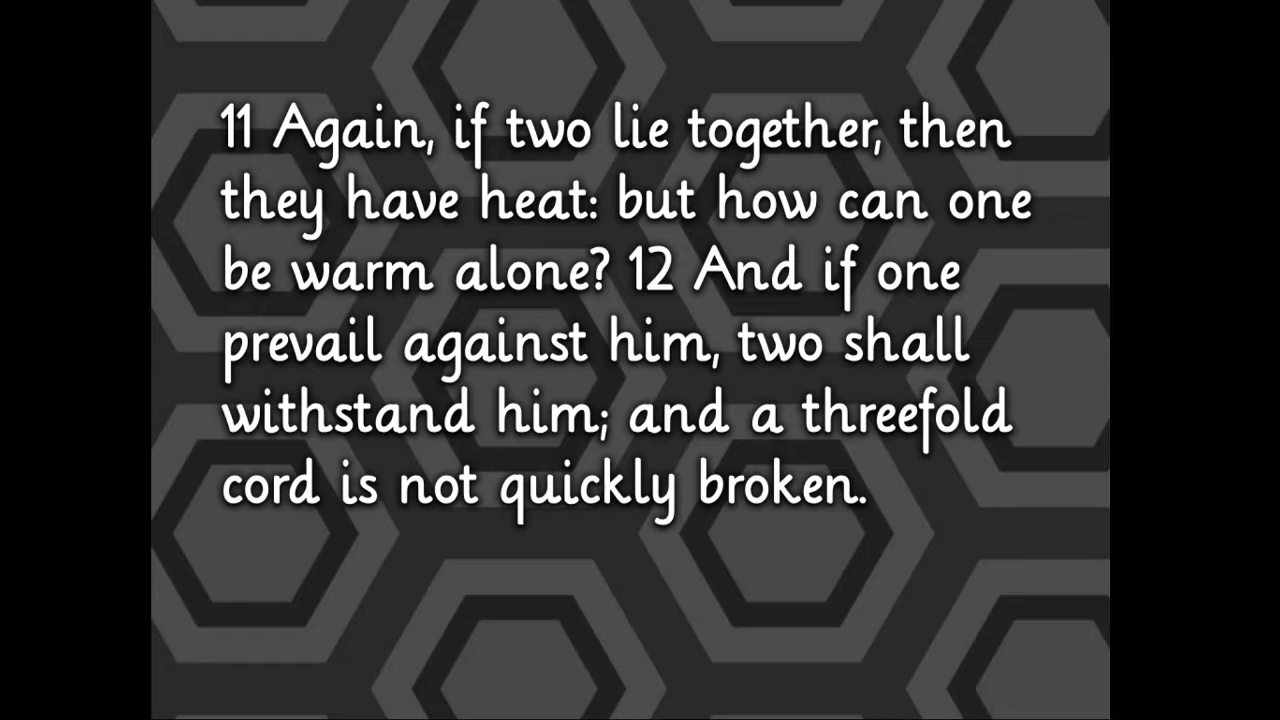 11 Again, if two lie together, then
they have heat: but how can one
be warm alone? 12 And if one
prevail against him, two shall
withstand him; and a threefold
cord is not quickly broken.